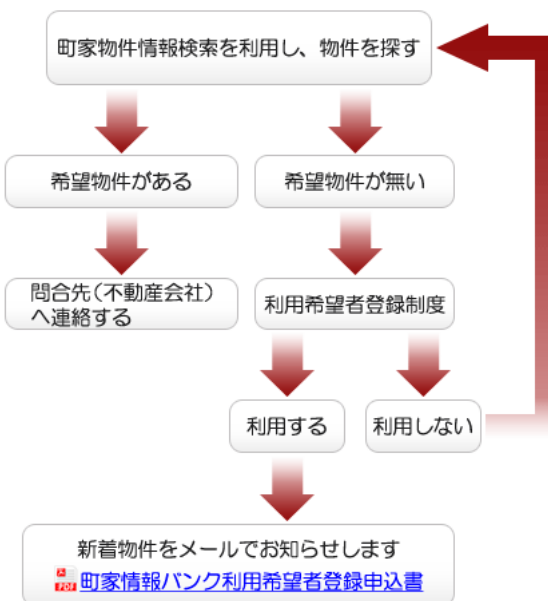 町家物件情報検索を利用し、物件を探す
希望物件がある
希望物件が無い
問合先(不動産会社)
へ連絡する
利用希望者登録制度
利用する
利用しない
新着物件をメールでお知らせします
PDF 町家情報バンク利用希望者登録申込書